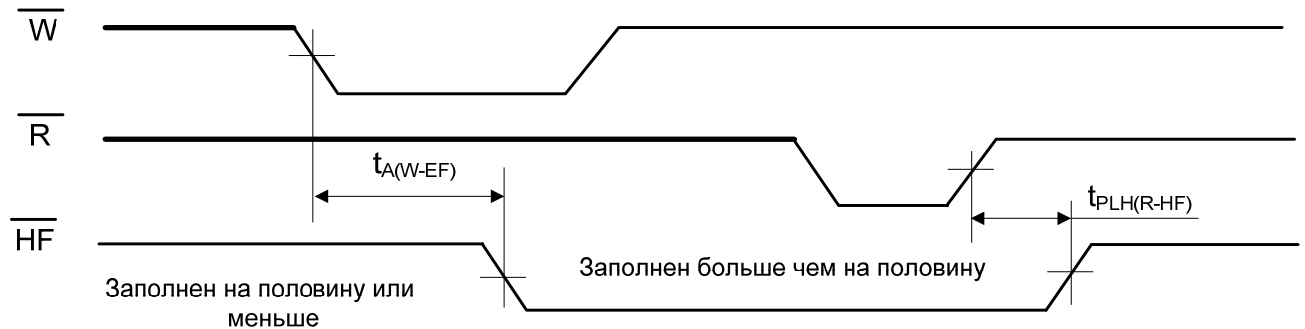 W
R
tA(W-EF)
tPLH(R-HF)
HF
Заполнен больше чем на половину
Заполнен на половину или
меньше